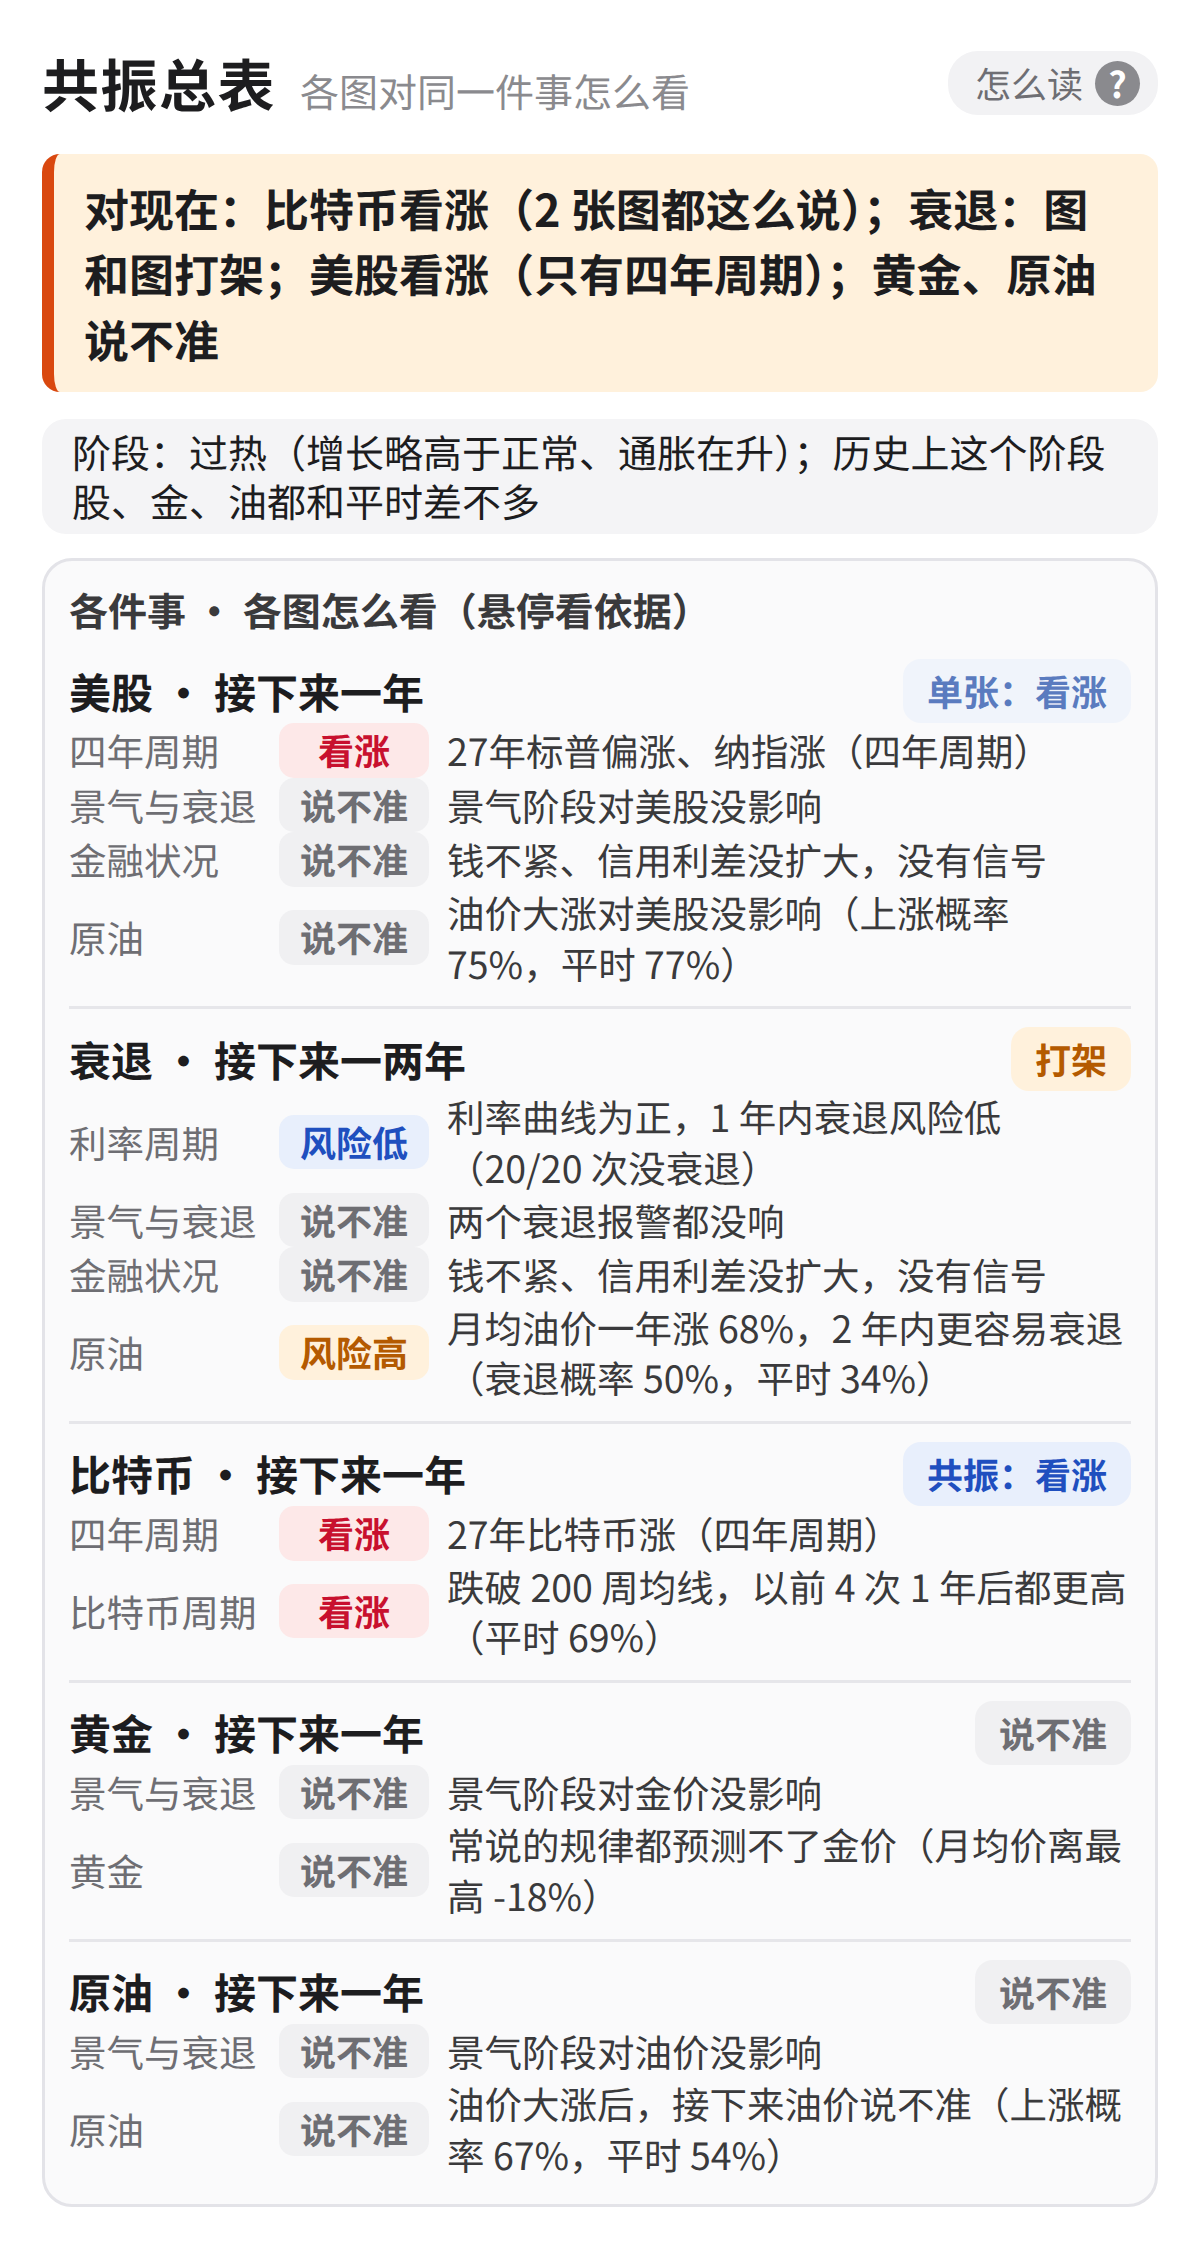 共振总表 各图对同一件事怎么看 怎么读 ?
对现在：比特币看涨（2 张图都这么说）；衰退：图
和图打架；美股看涨（只有四年周期）；黄金、原油
说不准
阶段：过热（增长略高于正常、通胀在升）；历史上这个阶段
股、金、油都和平时差不多
各件事 · 各图怎么看（悬停看依据）
美股 · 接下来一年 单张：看涨
四年周期 看涨 27年标普偏涨、纳指涨（四年周期）
景气与衰退 说不准 景气阶段对美股没影响
金融状况 说不准 钱不紧、信用利差没扩大，没有信号
原油 说不准 油价大涨对美股没影响（上涨概率
75%，平时 77%）
衰退 · 接下来一两年 打架
利率周期 风险低 利率曲线为正，1 年内衰退风险低
（20/20 次没衰退）
景气与衰退 说不准 两个衰退报警都没响
金融状况 说不准 钱不紧、信用利差没扩大，没有信号
原油 风险高 月均油价一年涨 68%，2 年内更容易衰退
（衰退概率 50%，平时 34%）
比特币 · 接下来一年 共振：看涨
四年周期 看涨 27年比特币涨（四年周期）
比特币周期 看涨 跌破 200 周均线，以前 4 次 1 年后都更高
（平时 69%）
黄金 · 接下来一年 说不准
景气与衰退 说不准 景气阶段对金价没影响
黄金 说不准 常说的规律都预测不了金价（月均价离最
高 -18%）
原油 · 接下来一年 说不准
景气与衰退 说不准 景气阶段对油价没影响
原油 说不准 油价大涨后，接下来油价说不准（上涨概
率 67%，平时 54%）